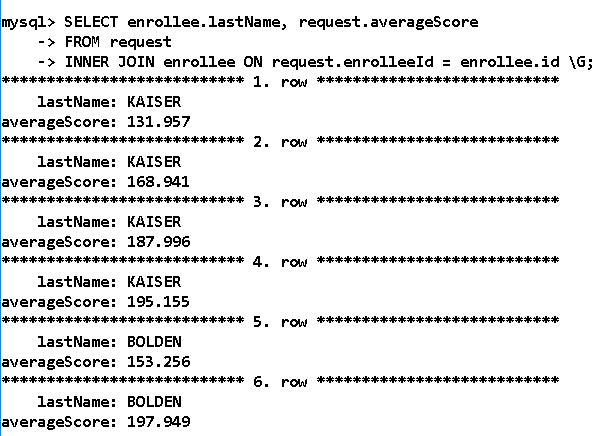 mysql> SELECT enrollee.lastName, request.averageScore
    -> FROM request
    -> INNER JOIN enrollee ON request.enrolleeId = enrollee.id \G;
*************************** 1. row ***************************
    lastName: KAISER
averageScore: 131.957
*************************** 2. row ***************************
    lastName: KAISER
averageScore: 168.941
*************************** 3. row ***************************
    lastName: KAISER
averageScore: 187.996
*************************** 4. row ***************************
    lastName: KAISER
averageScore: 195.155
*************************** 5. row ***************************
    lastName: BOLDEN
averageScore: 153.256
*************************** 6. row ***************************
    lastName: BOLDEN
averageScore: 197.949